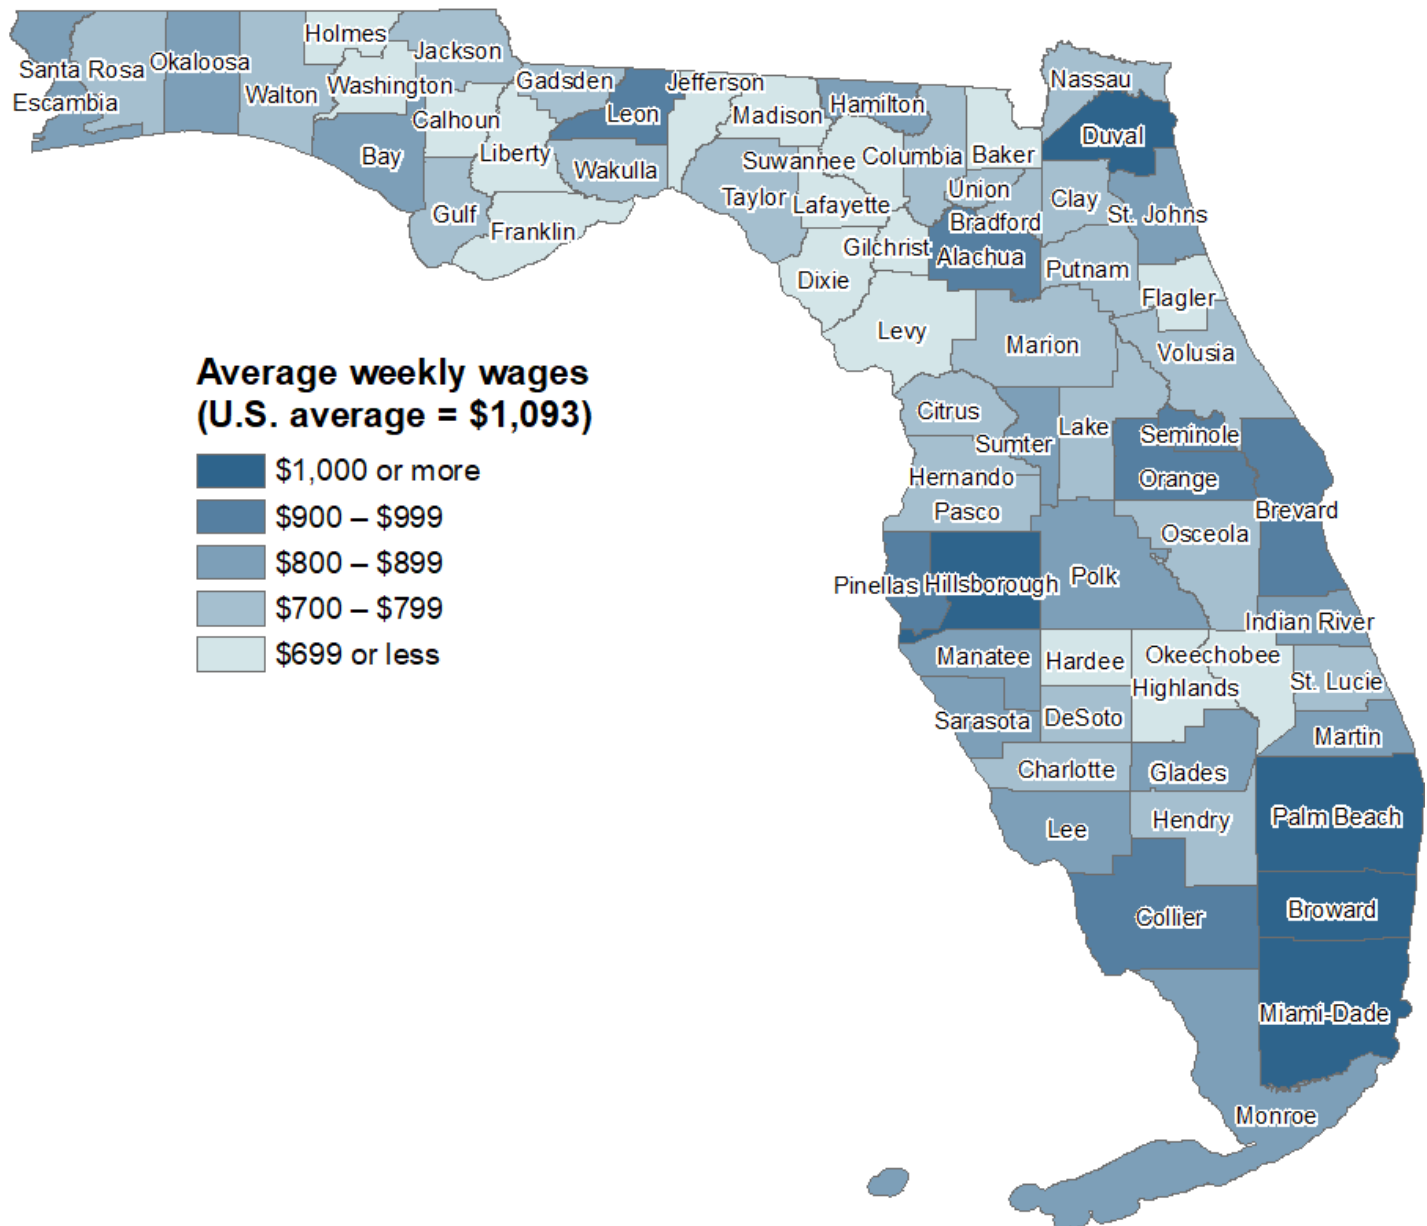 Holmes
Jackson
Santa Rosa
Okaloosa
Escambia
Walton
Washington
Calhoun
Bay
Liberty
Gulf
Franklin
Gadsden
Leon
Wakulla
Jefferson
Madison
Hamilton
Suwannee
Columbia
Baker
Nassau
Duval
Taylor
Lafayette
Union
Bradford
Clay
St. Johns
Gilchrist
Alachua
Putnam
Dixie
Flagler
Levy
Marion
Volusia
Average weekly wages
(U.S. average = $1,093)
$1,000 or more
$900 – $999
$800 – $899
$700 – $799
$699 or less
Citrus
Sumter
Lake
Seminole
Orange
Hernando
Pasco
Brevard
Osceola
Pinellas
Hillsborough
Polk
Indian River
Manatee
Hardee
Okeechobee
Highlands
St. Lucie
Sarasota
DeSoto
Martin
Charlotte
Glades
Lee
Hendry
Palm Beach
Collier
Broward
Miami-Dade
Monroe